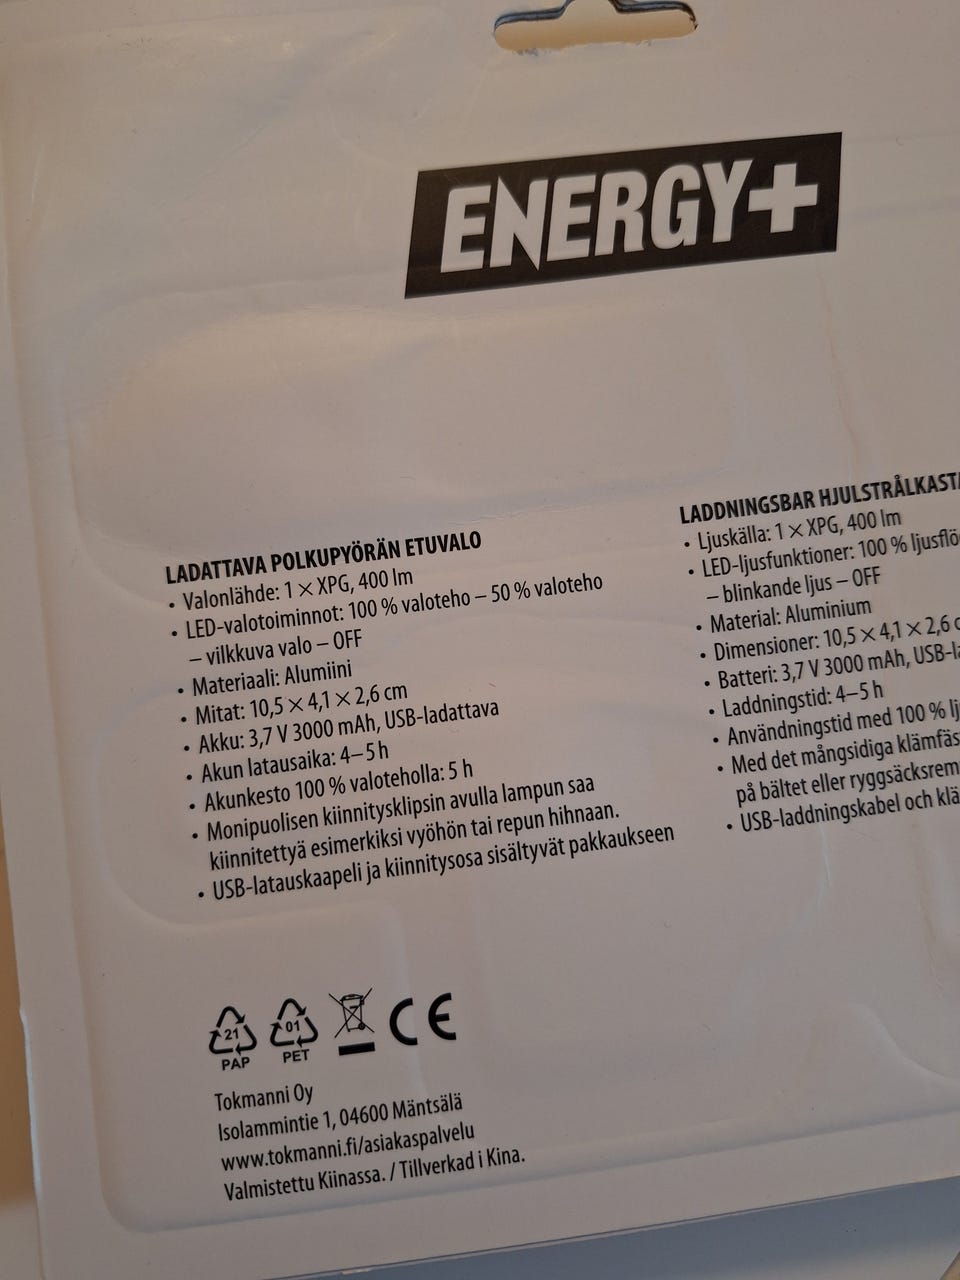 ENERGY+
LADATTAVA POLKUPYÖRÄN ETUVALO
• Valonlähde: 1 × XPG, 400 lm
• LED-valotoiminnot: 100 % valoteho – 50 % valoteho
– vilkkuva valo – OFF
• Materiaali: Alumiini
• Mitat: 10,5 × 4,1 × 2,6 cm
• Akku: 3,7 V 3000 mAh, USB-ladattava
• Akun latausaika: 4–5 h
• Akunkesto 100 % valoteholla: 5 h
• Monipuolisen kiinnitysklipsin avulla lampun saa
kiinnitettyä esimerkiksi vyöhön tai repun hihnaan.
• USB-latauskaapeli ja kiinnitysosa sisältyvät pakkaukseen
LADDNINGSBAR
• Ljuskälla: 1 × XPG, 400 lm
• LED-ljusfunktioner: 100 %
– blinkande ljus – OFF
• Material: Aluminium
• Dimensioner: 10,5 × 4,1 × 2,6
• Batteri: 3,7 V 3000 mAh,
• Laddningstid: 4–5 h
• Användningstid med 100 %
• Med det mångsidiga
på bältet eller
• USB-laddningskabel och
21
PAP
01
PET
CE
Tokmanni Oy
Isolammintie 1, 04600 Mäntsälä
www.tokmanni.fi/asiakaspalvelu
Valmistettu Kiinassa. / Tillverkad i Kina.